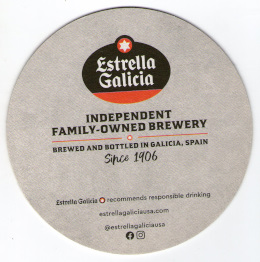 Estrella
Galicia
INDEPENDENT
FAMILY-OWNED BREWERY
BREWED AND BOTTLED IN GALICIA, SPAIN
Since 1906
Estrella Galicia recommends responsible drinking
estrellagaliciausa.com
@estrellagaliciausa